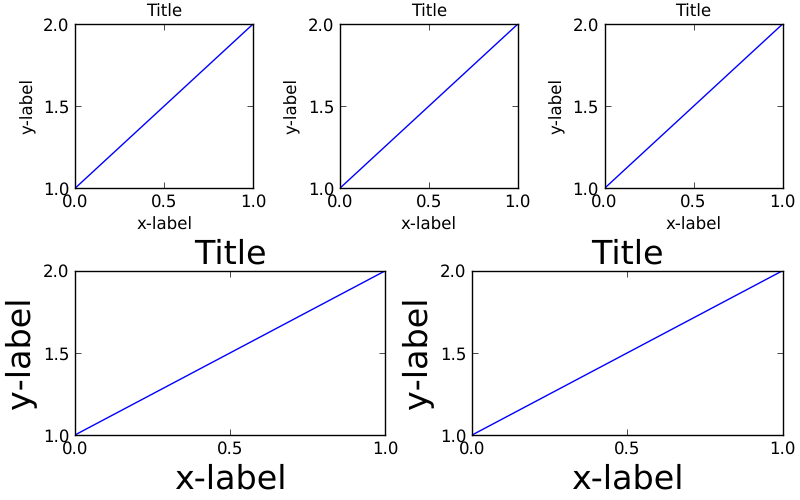 Title Title Title
2.0 2.0 2.0
y-label y-label y-label
1.5 1.5 1.5
1.0 1.0 1.0
0.0 0.5 1.0 0.0 0.5 1.0 0.0 0.5 1.0
x-label x-label x-label
Title Title
2.0 2.0
y-label y-label
1.5 1.5
1.0 1.0
0.0 0.5 1.0 0.0 0.5 1.0
x-label x-label